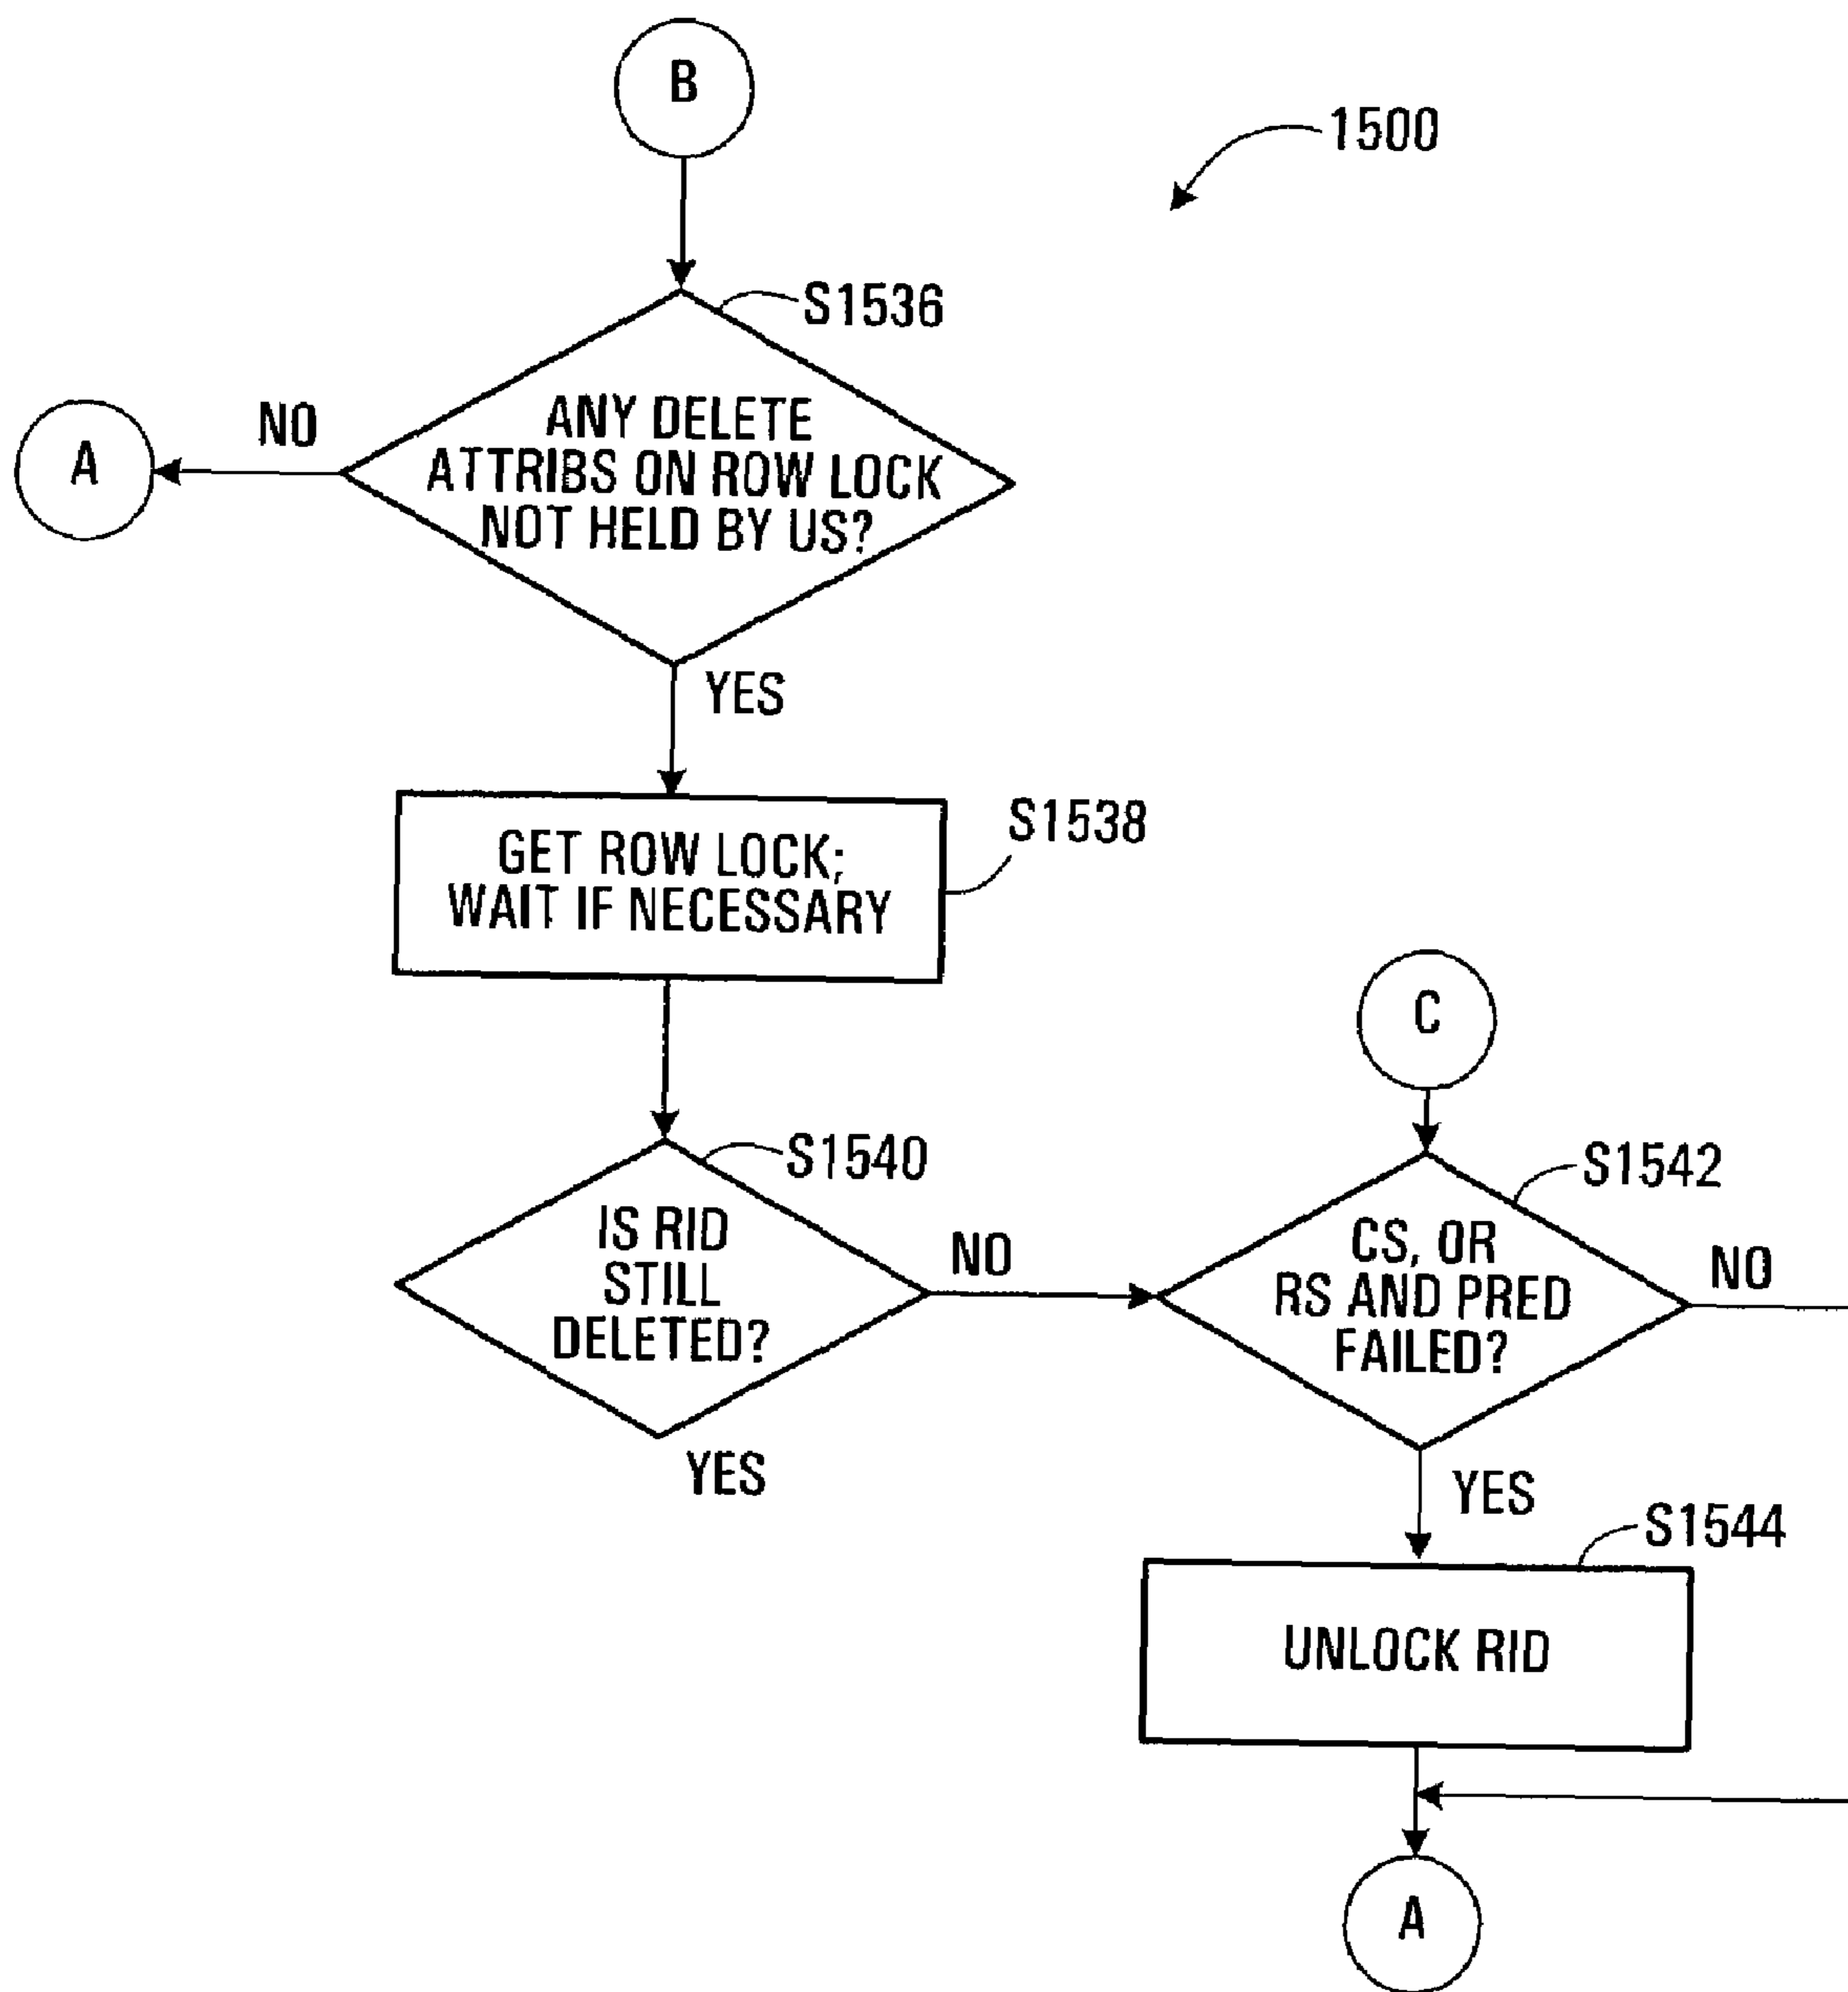 B
1500
S1536
ANY DELETE
ATTRIBS ON ROW LOCK
NOT HELD BY US?
NO
A
YES
GET ROW LOCK;
WAIT IF NECESSARY
S1538
C
S1540
IS RID
STILL
DELETED?
NO
YES
S1542
CS, OR
RS AND PRED
FAILED?
NO
YES
S1544
UNLOCK RID
A